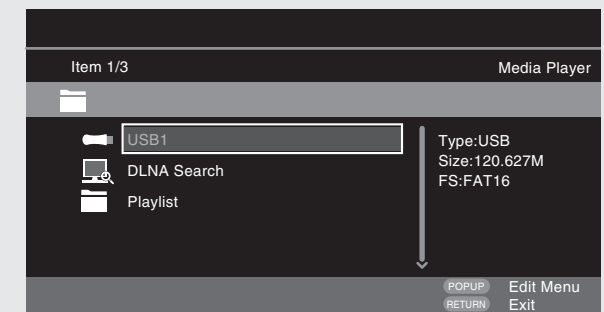 Item 1/3
Media Player
USB1
DLNA Search
Playlist
Type:USB
Size:120.627M
FS:FAT16
POPUP Edit Menu
RETURN Exit